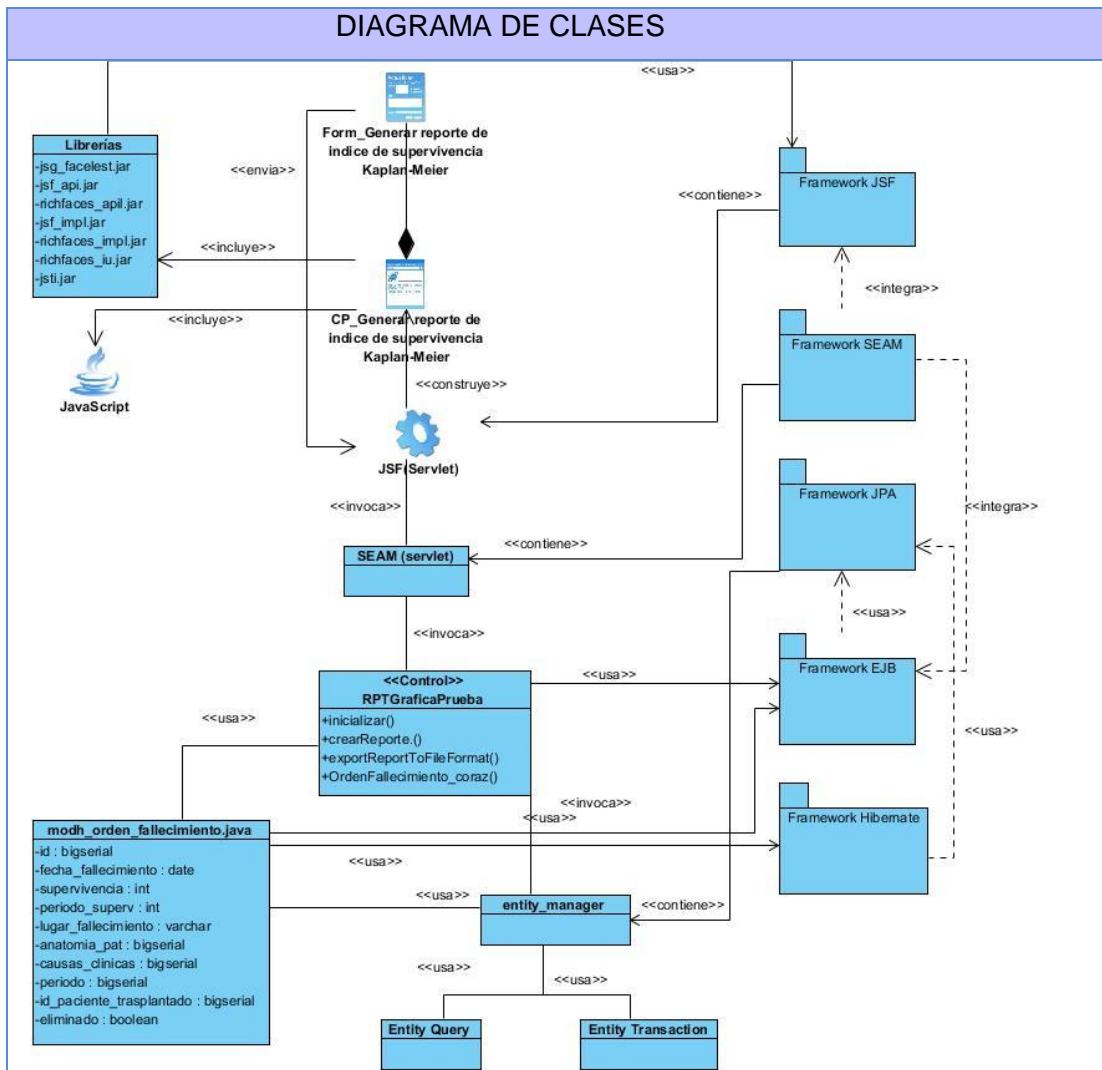 DIAGRAMA DE CLASES
<<usa>>
Form_Generar reporte de
indice de supervivencia
Kaplan-Meier
<<envia>>
Librerías
-jsg_facelest.jar
-jsf_api.jar
-richfaces_apil.jar
-jsf_impl.jar
-richfaces_impl.jar
-richfaces_iu.jar
-jsti.jar
<<incluye>>
<<incluye>>
JavaScript
CP_Generar reporte de
indice de supervivencia
Kaplan-Meier
<<construye>>
JSF(Servlet)
<<contiene>>
Framework JSF
<<integra>>
Framework SEAM
<<invoca>>
<<contiene>>
SEAM (servlet)
Framework JPA
<<integra>>
<<invoca>>
<<usa>>
Framework EJB
<<usa>>
<<Control>>
RPTGraficaPrueba
+inicializar()
+crearReporte.()
+exportReportToFileFormat()
+OrdenFallecimiento_coraz()
<<usa>>
<<usa>>
<<invoca>>
<<usa>>
Framework Hibernate
modh_orden_fallecimiento.java
-id : bigserial
-fecha_fallecimiento : date
-supervivencia : int
-periodo_superv : int
-lugar_fallecimiento : varchar
-anatomia_pat : bigserial
-causas_clinicas : bigserial
-periodo : bigserial
-id_paciente_trasplantado : bigserial
-eliminado : boolean
<<usa>>
<<usa>>
entity_manager
<<contiene>>
<<usa>>
<<usa>>
Entity Query
Entity Transaction